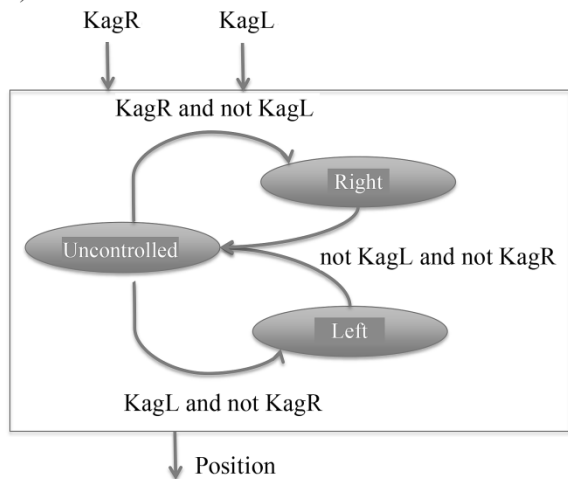 KagR
KagL
KagR and not KagL
Right
Uncontrolled
not KagL and not KagR
Left
KagL and not KagR
Position